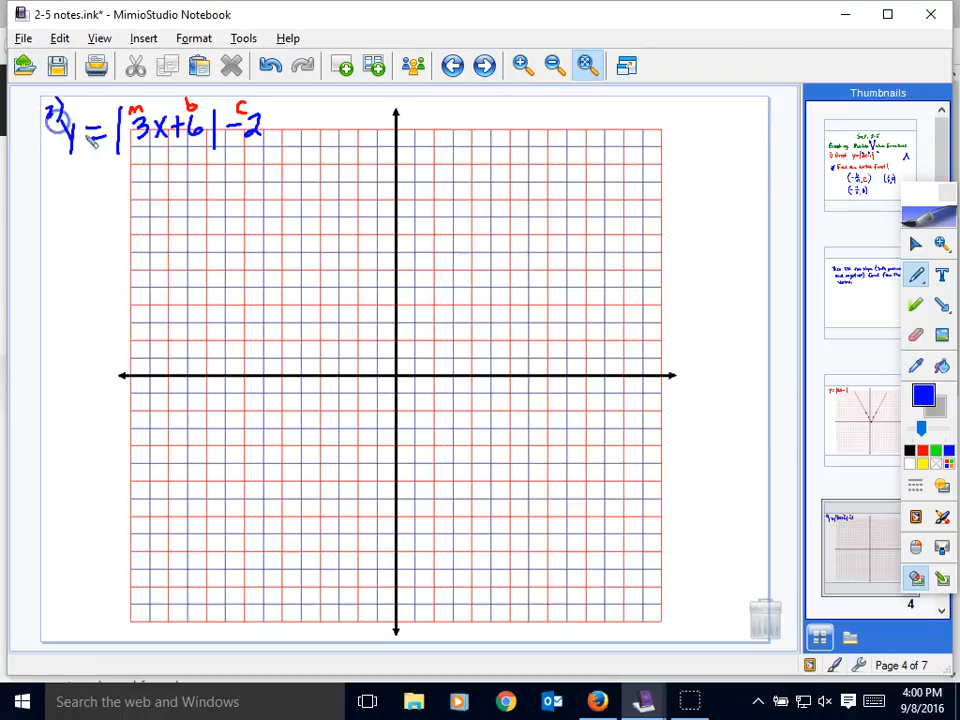 2-5 notes.ink* - MimioStudio Notebook
File Edit View Insert Format Tools Help
m b c
y = |3x+6| -2
Thumbnails
4
Page 4 of 7
Search the web and Windows
4:00 PM
9/8/2016